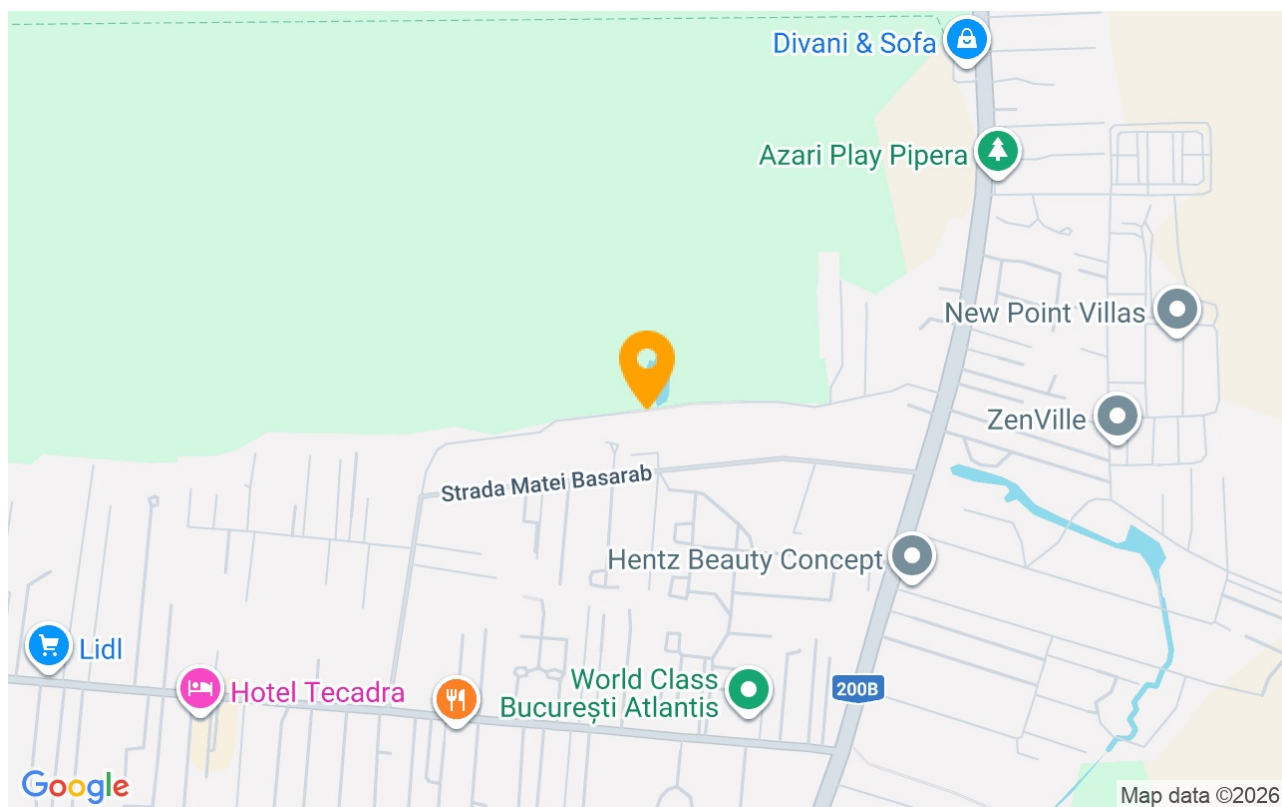 Divani & Sofa
Azari Play Pipera
New Point Villas
ZenVille
Strada Matei Basarab
Hentz Beauty Concept
Lidl
Hotel Tecadra
World Class
București Atlantis
200B
Google
Map data ©2026